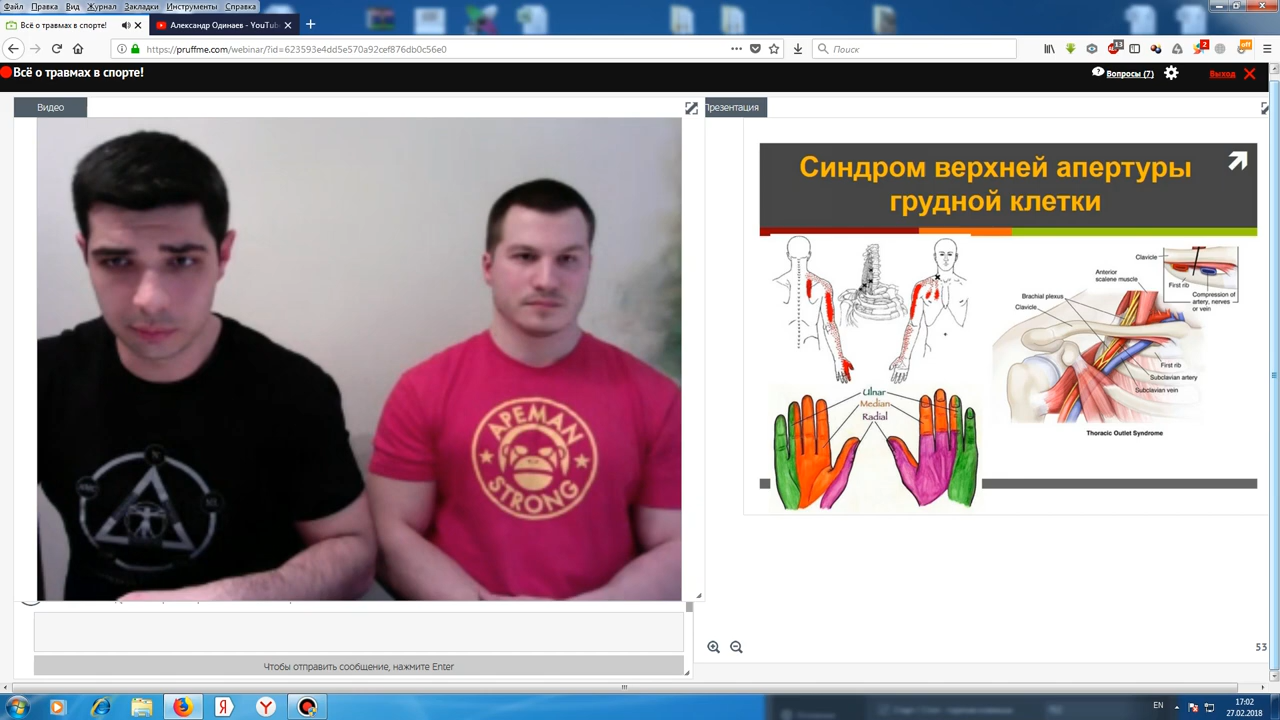 Файл Правка Вид Журнал Закладки Инструменты Справка
Всё о травмах в спорте!
Александр Одинаев - YouTub
https://pruffme.com/webinar/?id=623593e4dd5e570a92cef876db0c56e0
Поиск
13
2
off
Всё о травмах в спорте!
Вопросы (7)
Выход
Видео
Презентация
Синдром верхней апертуры
грудной клетки
Clavicle
First rib
Compression of
artery, nerves
or vein
Anterior
scalene muscle
Brachial plexus
Clavicle
First rib
Subclavian artery
Subclavian vein
Thoracic Outlet Syndrome
Ulnar
Median
Radial
APEMAN
STRONG
Чтобы отправить сообщение, нажмите Enter
53
EN
17:02
27.02.2018